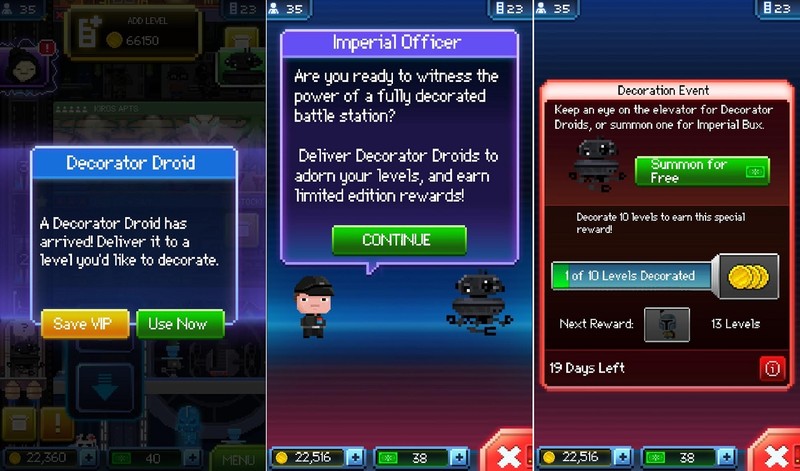 35
23
ADD LEVEL
66150
KIROS APTS
Decorator Droid
A Decorator Droid has
arrived! Deliver it to a
level you'd like to decorate.
Save VIP
Use Now
22,360
40
MENU
35
23
Imperial Officer
Are you ready to witness the
power of a fully decorated
battle station?
Deliver Decorator Droids to
adorn your levels, and earn
limited edition rewards!
CONTINUE
22,516
38
35
23
Decoration Event
Keep an eye on the elevator for Decorator
Droids, or summon one for Imperial Bux.
Summon for
Free
Decorate 10 levels to earn this special
reward!
1 of 10 Levels Decorated
Next Reward:
13 Levels
19 Days Left
22,516
38